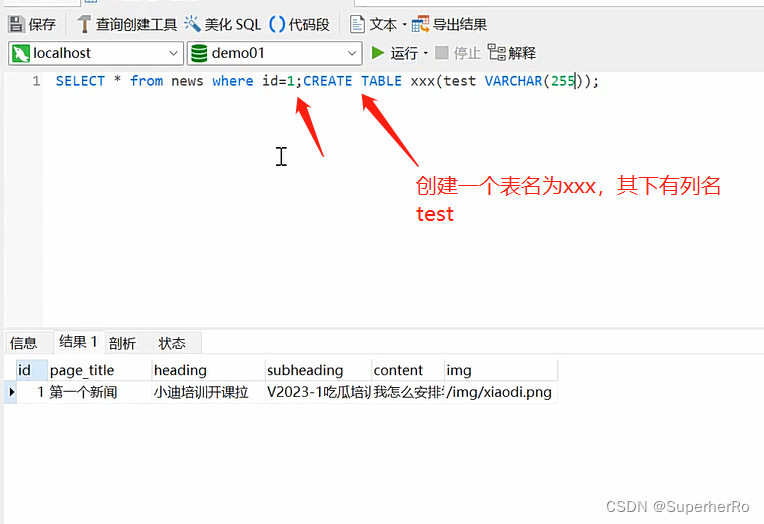 保存 查询创建工具 美化 SQL 代码段 文本 导出结果
localhost demo01 运行 停止 解释
1 SELECT * from news where id=1;CREATE TABLE xxx(test VARCHAR(255));
创建一个表名为xxx，其下有列名
test
信息 结果 1 剖析 状态
id page_title heading subheading content img
1 第一个新闻 小迪培训开课拉 V2023-1吃瓜培训 我怎么安排 /img/xiaodi.png
CSDN @SuperherRo